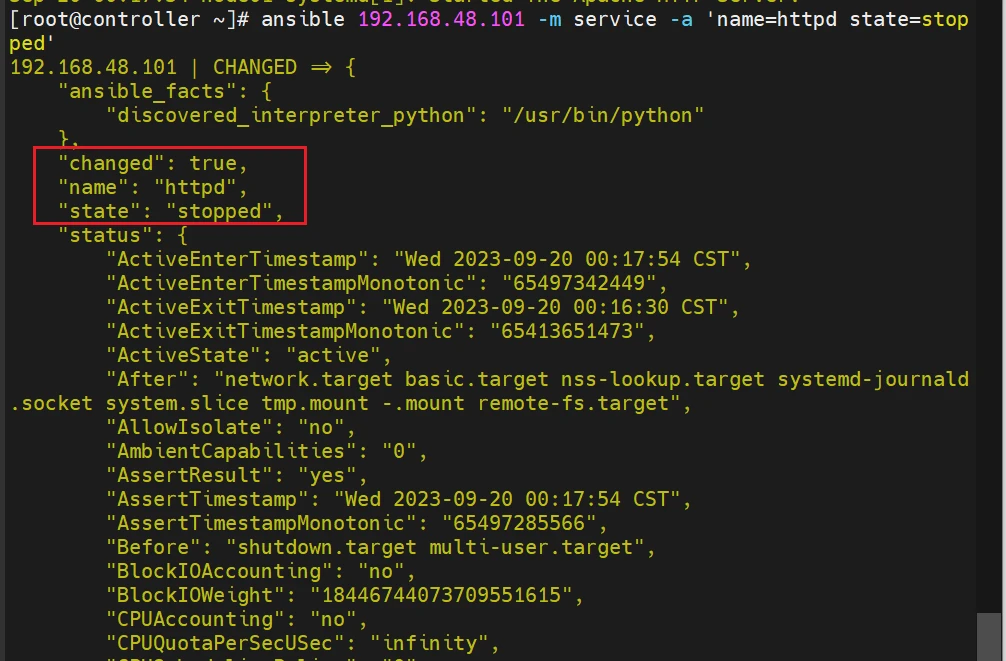 [root@controller ~]# ansible 192.168.48.101 -m service -a 'name=httpd state=stop
ped'
192.168.48.101 | CHANGED => {
    "ansible_facts": {
        "discovered_interpreter_python": "/usr/bin/python"
    },
    "changed": true,
    "name": "httpd",
    "state": "stopped",
    "status": {
        "ActiveEnterTimestamp": "Wed 2023-09-20 00:17:54 CST",
        "ActiveEnterTimestampMonotonic": "65497342449",
        "ActiveExitTimestamp": "Wed 2023-09-20 00:16:30 CST",
        "ActiveExitTimestampMonotonic": "65413651473",
        "ActiveState": "active",
        "After": "network.target basic.target nss-lookup.target systemd-journald
.socket system.slice tmp.mount -.mount remote-fs.target",
        "AllowIsolate": "no",
        "AmbientCapabilities": "0",
        "AssertResult": "yes",
        "AssertTimestamp": "Wed 2023-09-20 00:17:54 CST",
        "AssertTimestampMonotonic": "65497285566",
        "Before": "shutdown.target multi-user.target",
        "BlockIOAccounting": "no",
        "BlockIOWeight": "18446744073709551615",
        "CPUAccounting": "no",
        "CPUQuotaPerSecUSec": "infinity",